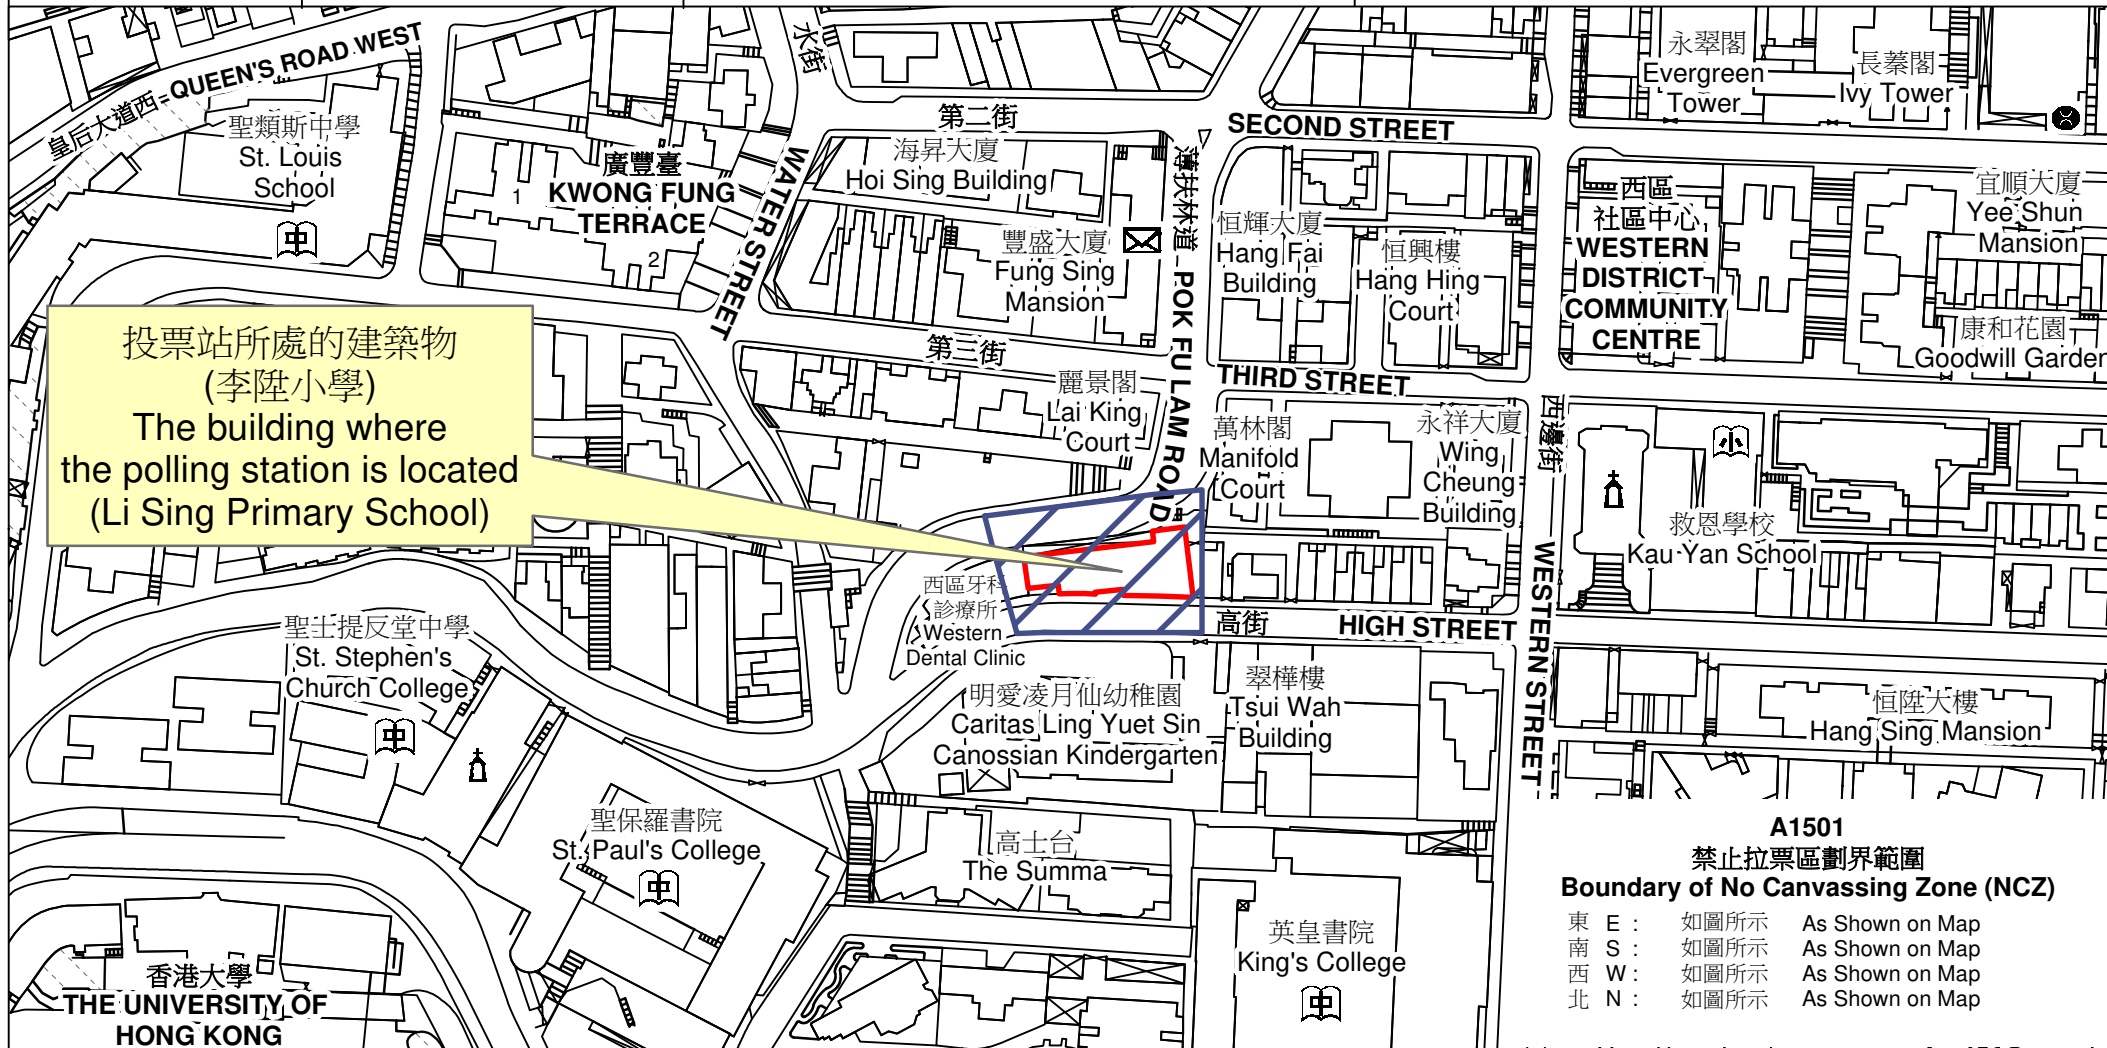 皇后大道西 QUEEN'S ROAD WEST
水街
聖類斯中學
St. Louis
School
中
廣豐臺
KWONG FUNG
TERRACE
1
2
WATER STREET
第二街
SECOND STREET
海昇大廈
Hoi Sing Building
豐盛大廈
Fung Sing
Mansion
薄扶林道 POK FU LAM ROAD
恒輝大廈
Hang Fai
Building
恒興樓
Hang Hing
Court
永翠閣
Evergreen
Tower
長蓁閣
Ivy Tower
西區
社區中心
WESTERN
DISTRICT
COMMUNITY
CENTRE
宜順大廈
Yee Shun
Mansion
康和花園
Goodwill Garden
第三街
THIRD STREET
麗景閣
Lai King
Court
萬林閣
Manifold
Court
永祥大廈
Wing
Cheung
Building
西邊街
WESTERN STREET
小
救恩學校
Kau Yan School
投票站所處的建築物
(李陞小學)
The building where
the polling station is located
(Li Sing Primary School)
西區牙科
診療所
Western
Dental Clinic
高街
HIGH STREET
聖士提反堂中學
St. Stephen's
Church College
中
明愛凌月仙幼稚園
Caritas Ling Yuet Sin
Canossian Kindergarten
翠樺樓
Tsui Wah
Building
恒陞大樓
Hang Sing Mansion
聖保羅書院
St. Paul's College
中
高士台
The Summa
英皇書院
King's College
中
香港大學
THE UNIVERSITY OF
HONG KONG
A1501
禁止拉票區劃界範圍
Boundary of No Canvassing Zone (NCZ)
東 E : 如圖所示 As Shown on Map
南 S : 如圖所示 As Shown on Map
西 W : 如圖所示 As Shown on Map
北 N : 如圖所示 As Shown on Map